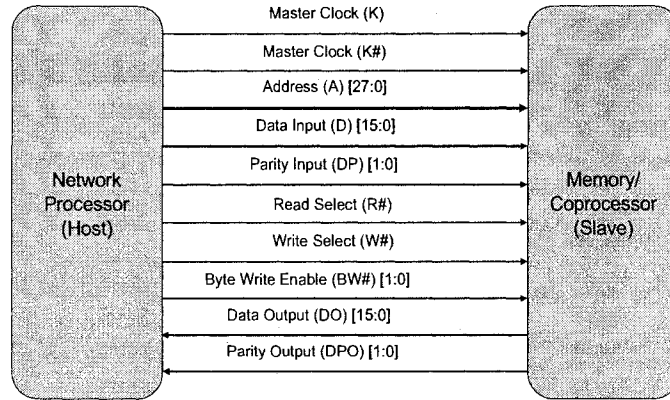 Master Clock (K)
Master Clock (K#)
Address (A) [27:0]
Data Input (D) [15:0]
Parity Input (DP) [1:0]
Network
Processor
(Host)
Memory/
Coprocessor
(Slave)
Read Select (R#)
Write Select (W#)
Byte Write Enable (BW#) [1:0]
Data Output (DO) [15:0]
Parity Output (DPO) [1:0]